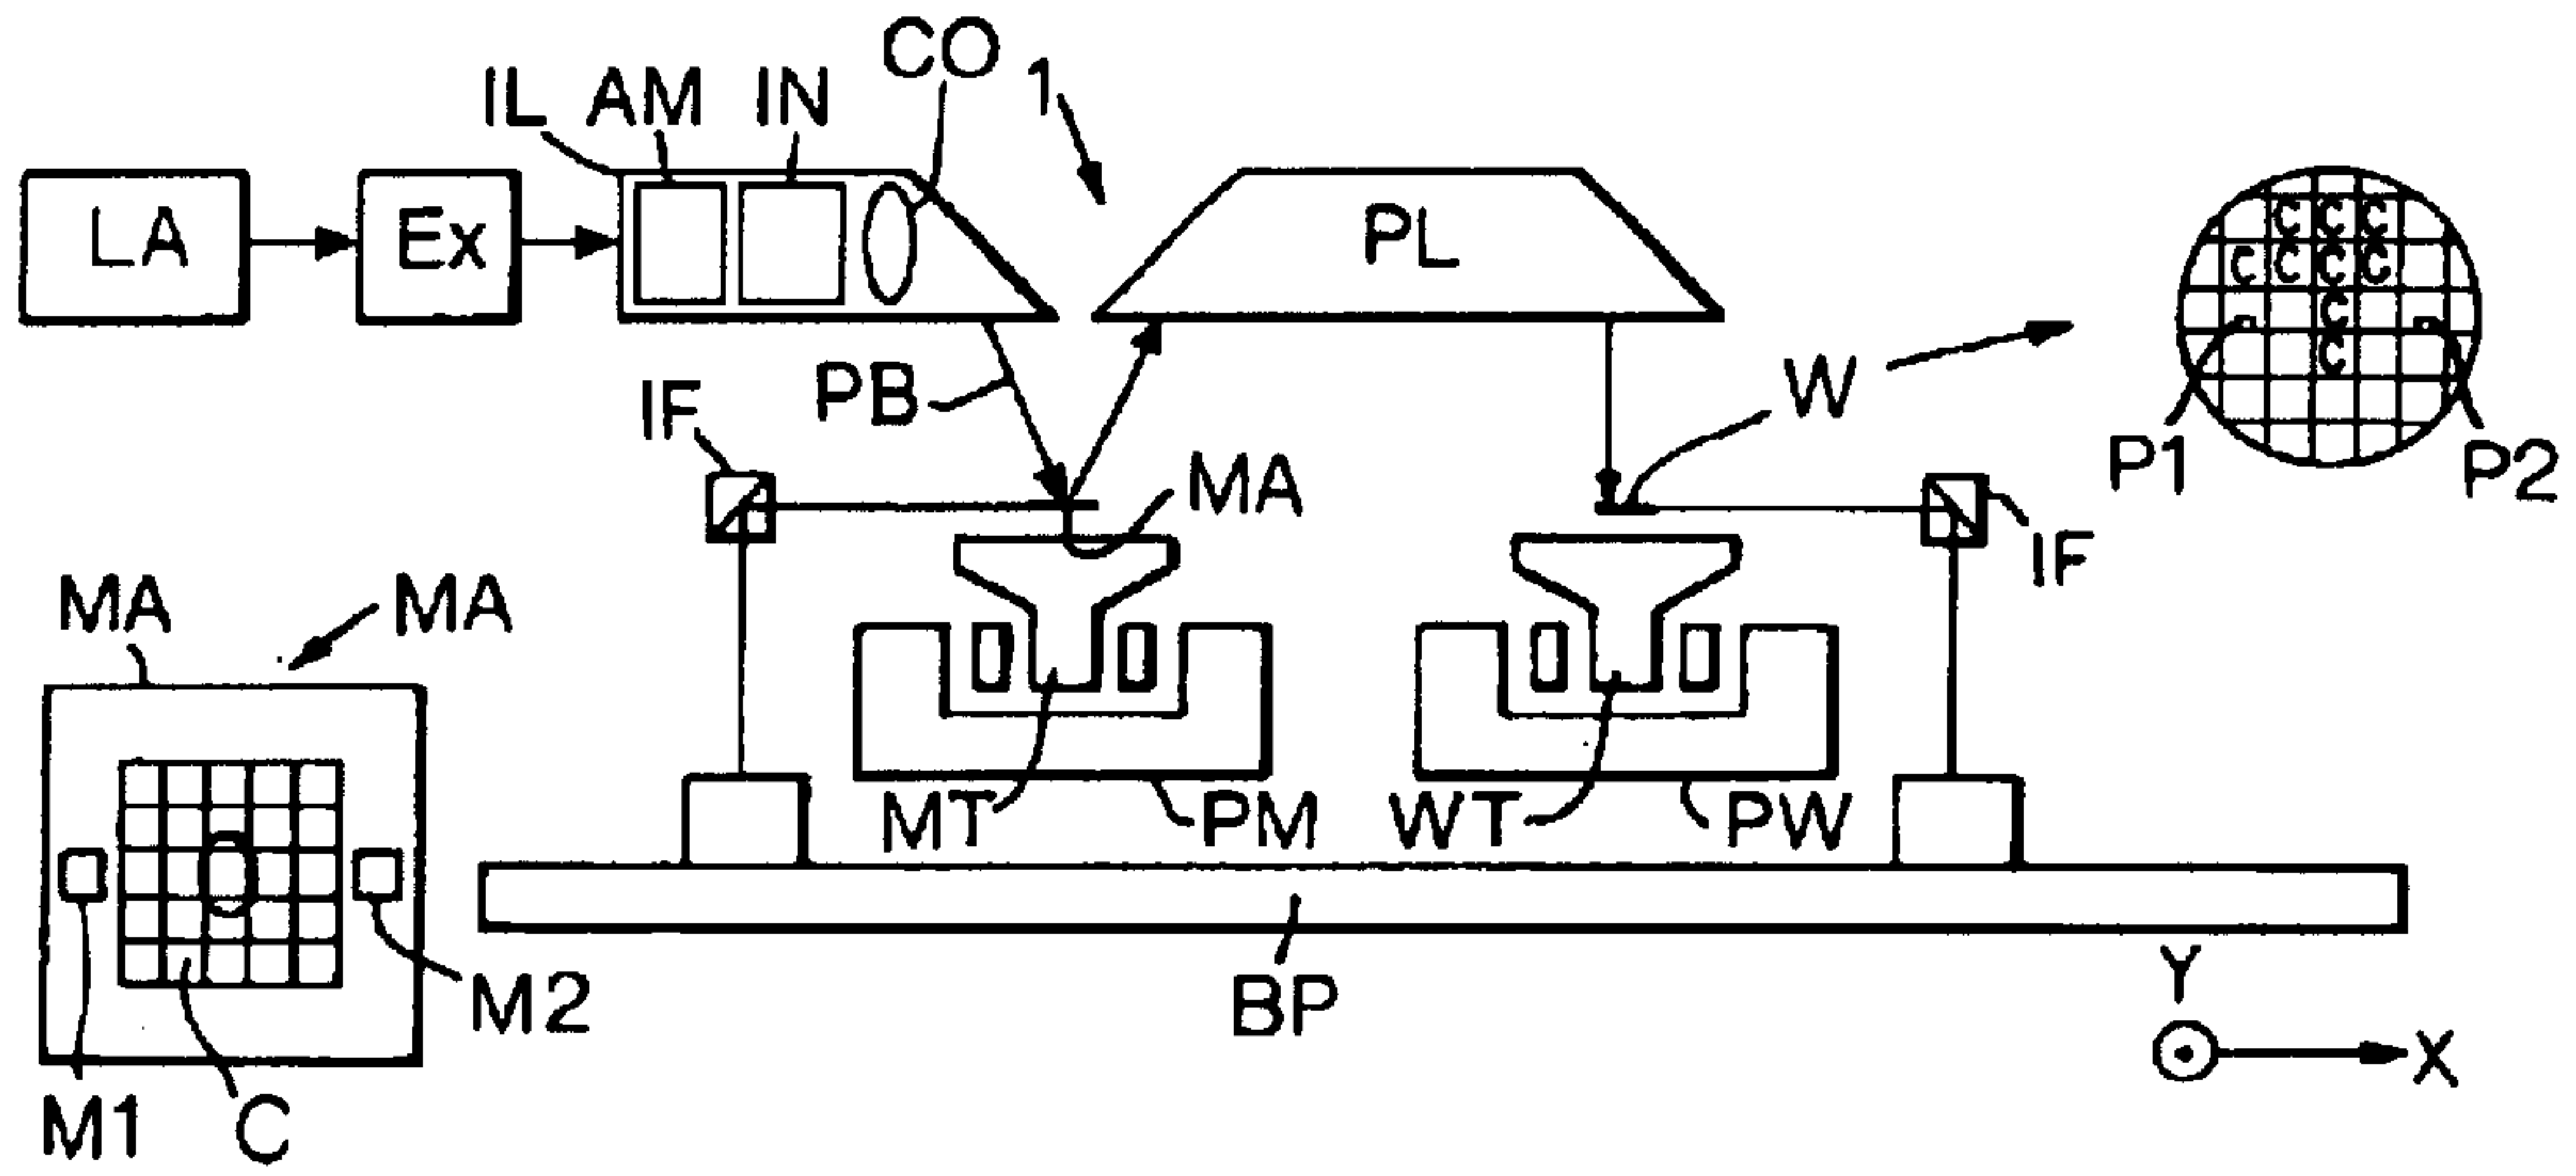 CO
IL AM IN 1
LA Ex PL
C C C
C C C C
C
C
PB W
IF P1 P2
MA
IF
MA MA
MT PM WT PW
M2 BP Y
X
M1 C